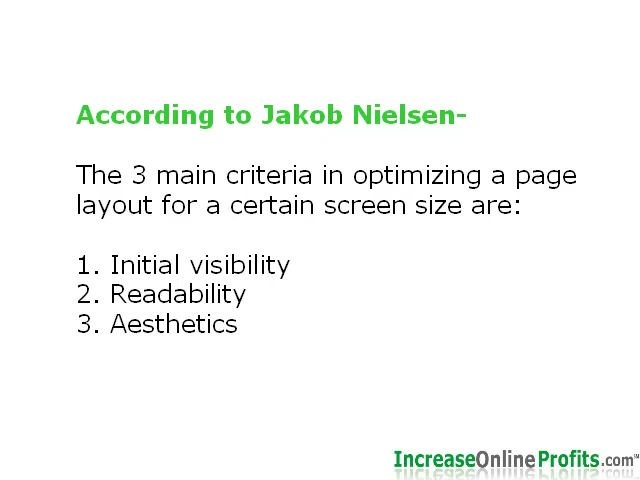 According to Jakob Nielsen-
The 3 main criteria in optimizing a page
layout for a certain screen size are:
1. Initial visibility
2. Readability
3. Aesthetics
IncreaseOnlineProfits.com℠